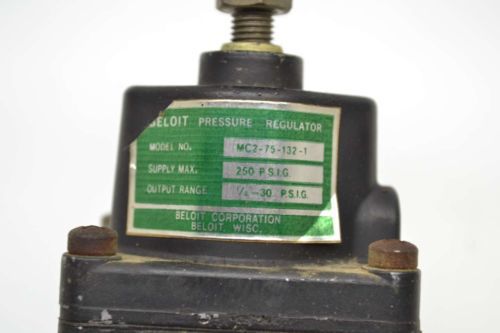 BELOIT PRESSURE REGULATOR
MODEL NO. MC2-75-132-1
SUPPLY MAX. 250 P.S.I.G.
OUTPUT RANGE 1/4-30 P.S.I.G.
BELOIT CORPORATION
BELOIT, WISC.